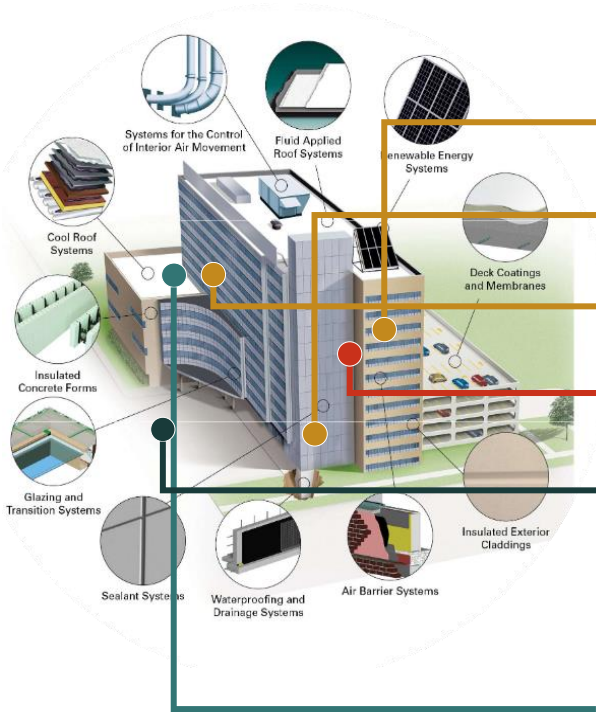 Systems for the Control
of Interior Air Movement
Fluid Applied
Roof Systems
Renewable Energy
Systems
Cool Roof
Systems
Deck Coatings
and Membranes
Insulated
Concrete Forms
Glazing and
Transition Systems
Sealant Systems
Waterproofing and
Drainage Systems
Air Barrier Systems
Insulated Exterior
Claddings